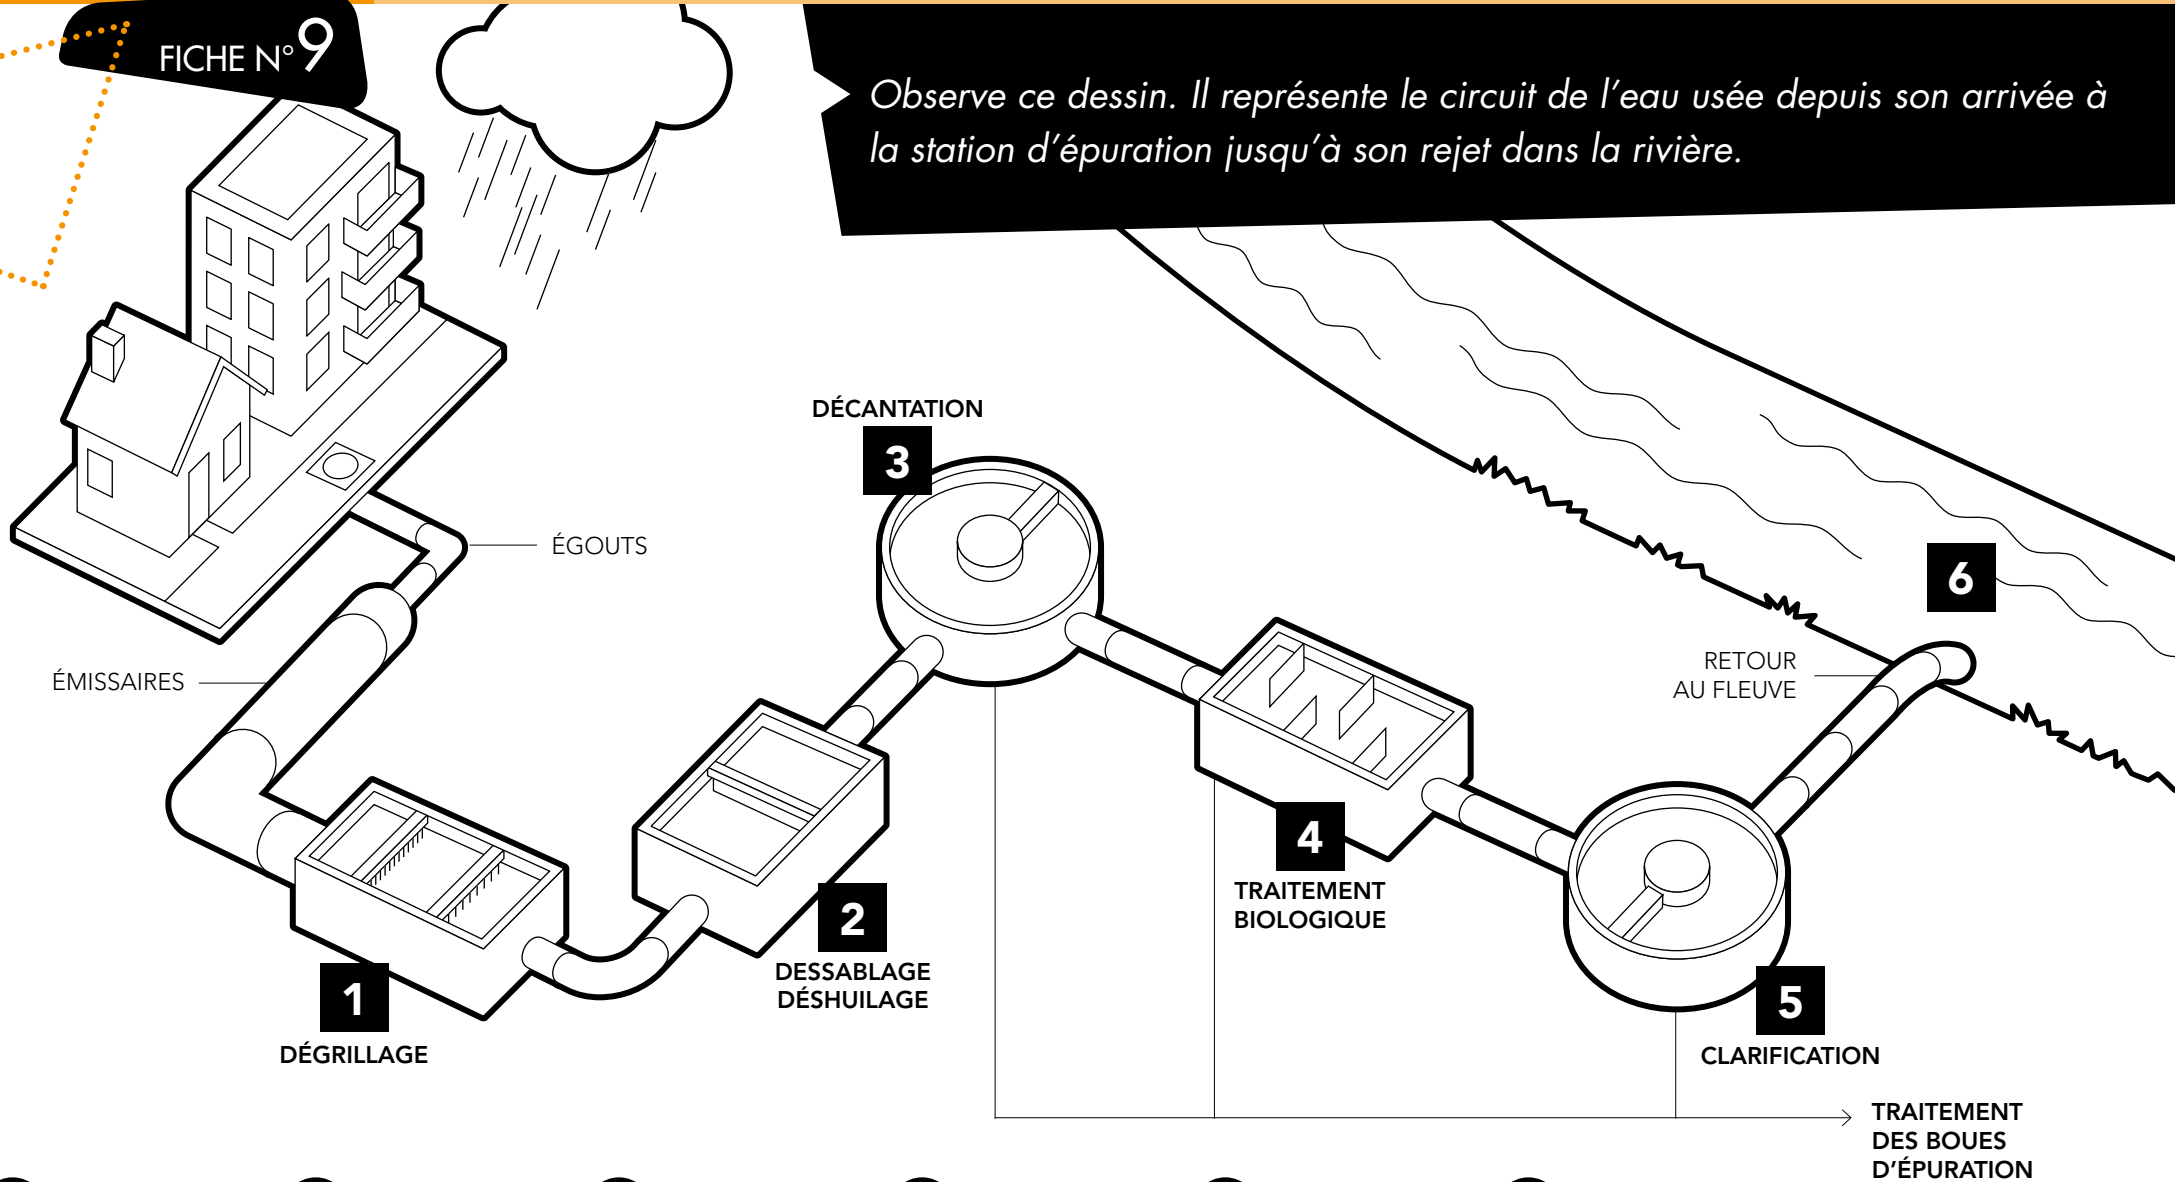 FICHE N° 9
Observe ce dessin. Il représente le circuit de l'eau usée depuis son arrivée à
la station d'épuration jusqu'à son rejet dans la rivière.
DÉCANTATION
3
ÉGOUTS
6
ÉMISSAIRES
RETOUR
AU FLEUVE
4
TRAITEMENT
BIOLOGIQUE
2
DESSABLAGE
DÉSHUILAGE
1
DÉGRILLAGE
5
CLARIFICATION
TRAITEMENT
DES BOUES
D'ÉPURATION